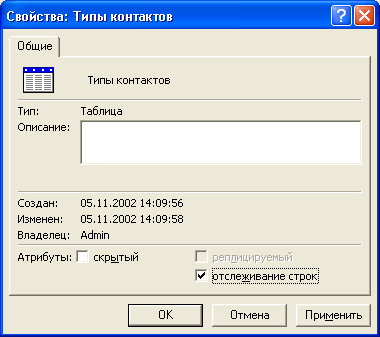 Свойства: Типы контактов
Общие
Типы контактов
Тип: Таблица
Описание:
Создан: 05.11.2002 14:09:56
Изменен: 05.11.2002 14:09:58
Владелец: Admin
Атрибуты: скрытый реплицируемый
отслеживание строк
OK Отмена Применить